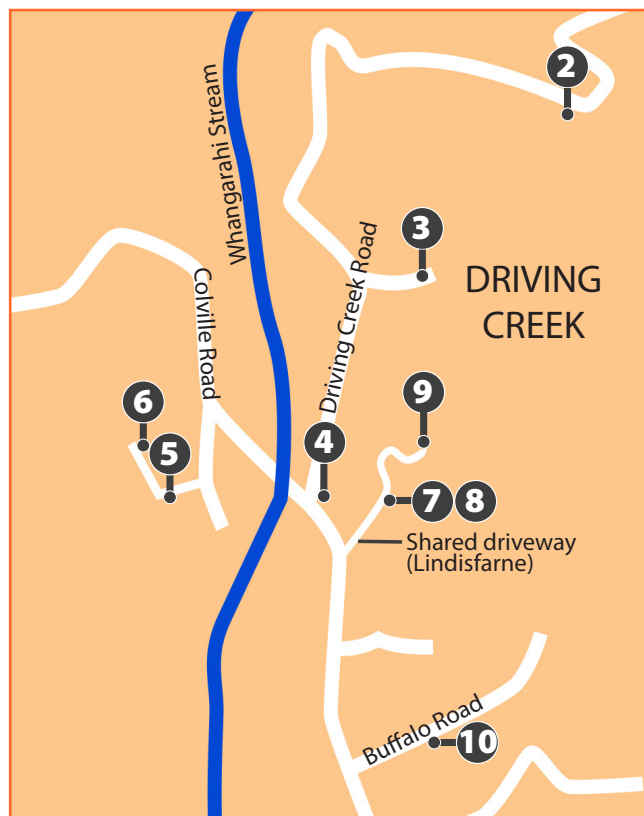 2
Whangarahi Stream
3
DRIVING
CREEK
Driving Creek Road
Colville Road
9
6
4
5
7
8
Shared driveway
(Lindisfarne)
Buffalo Road
10